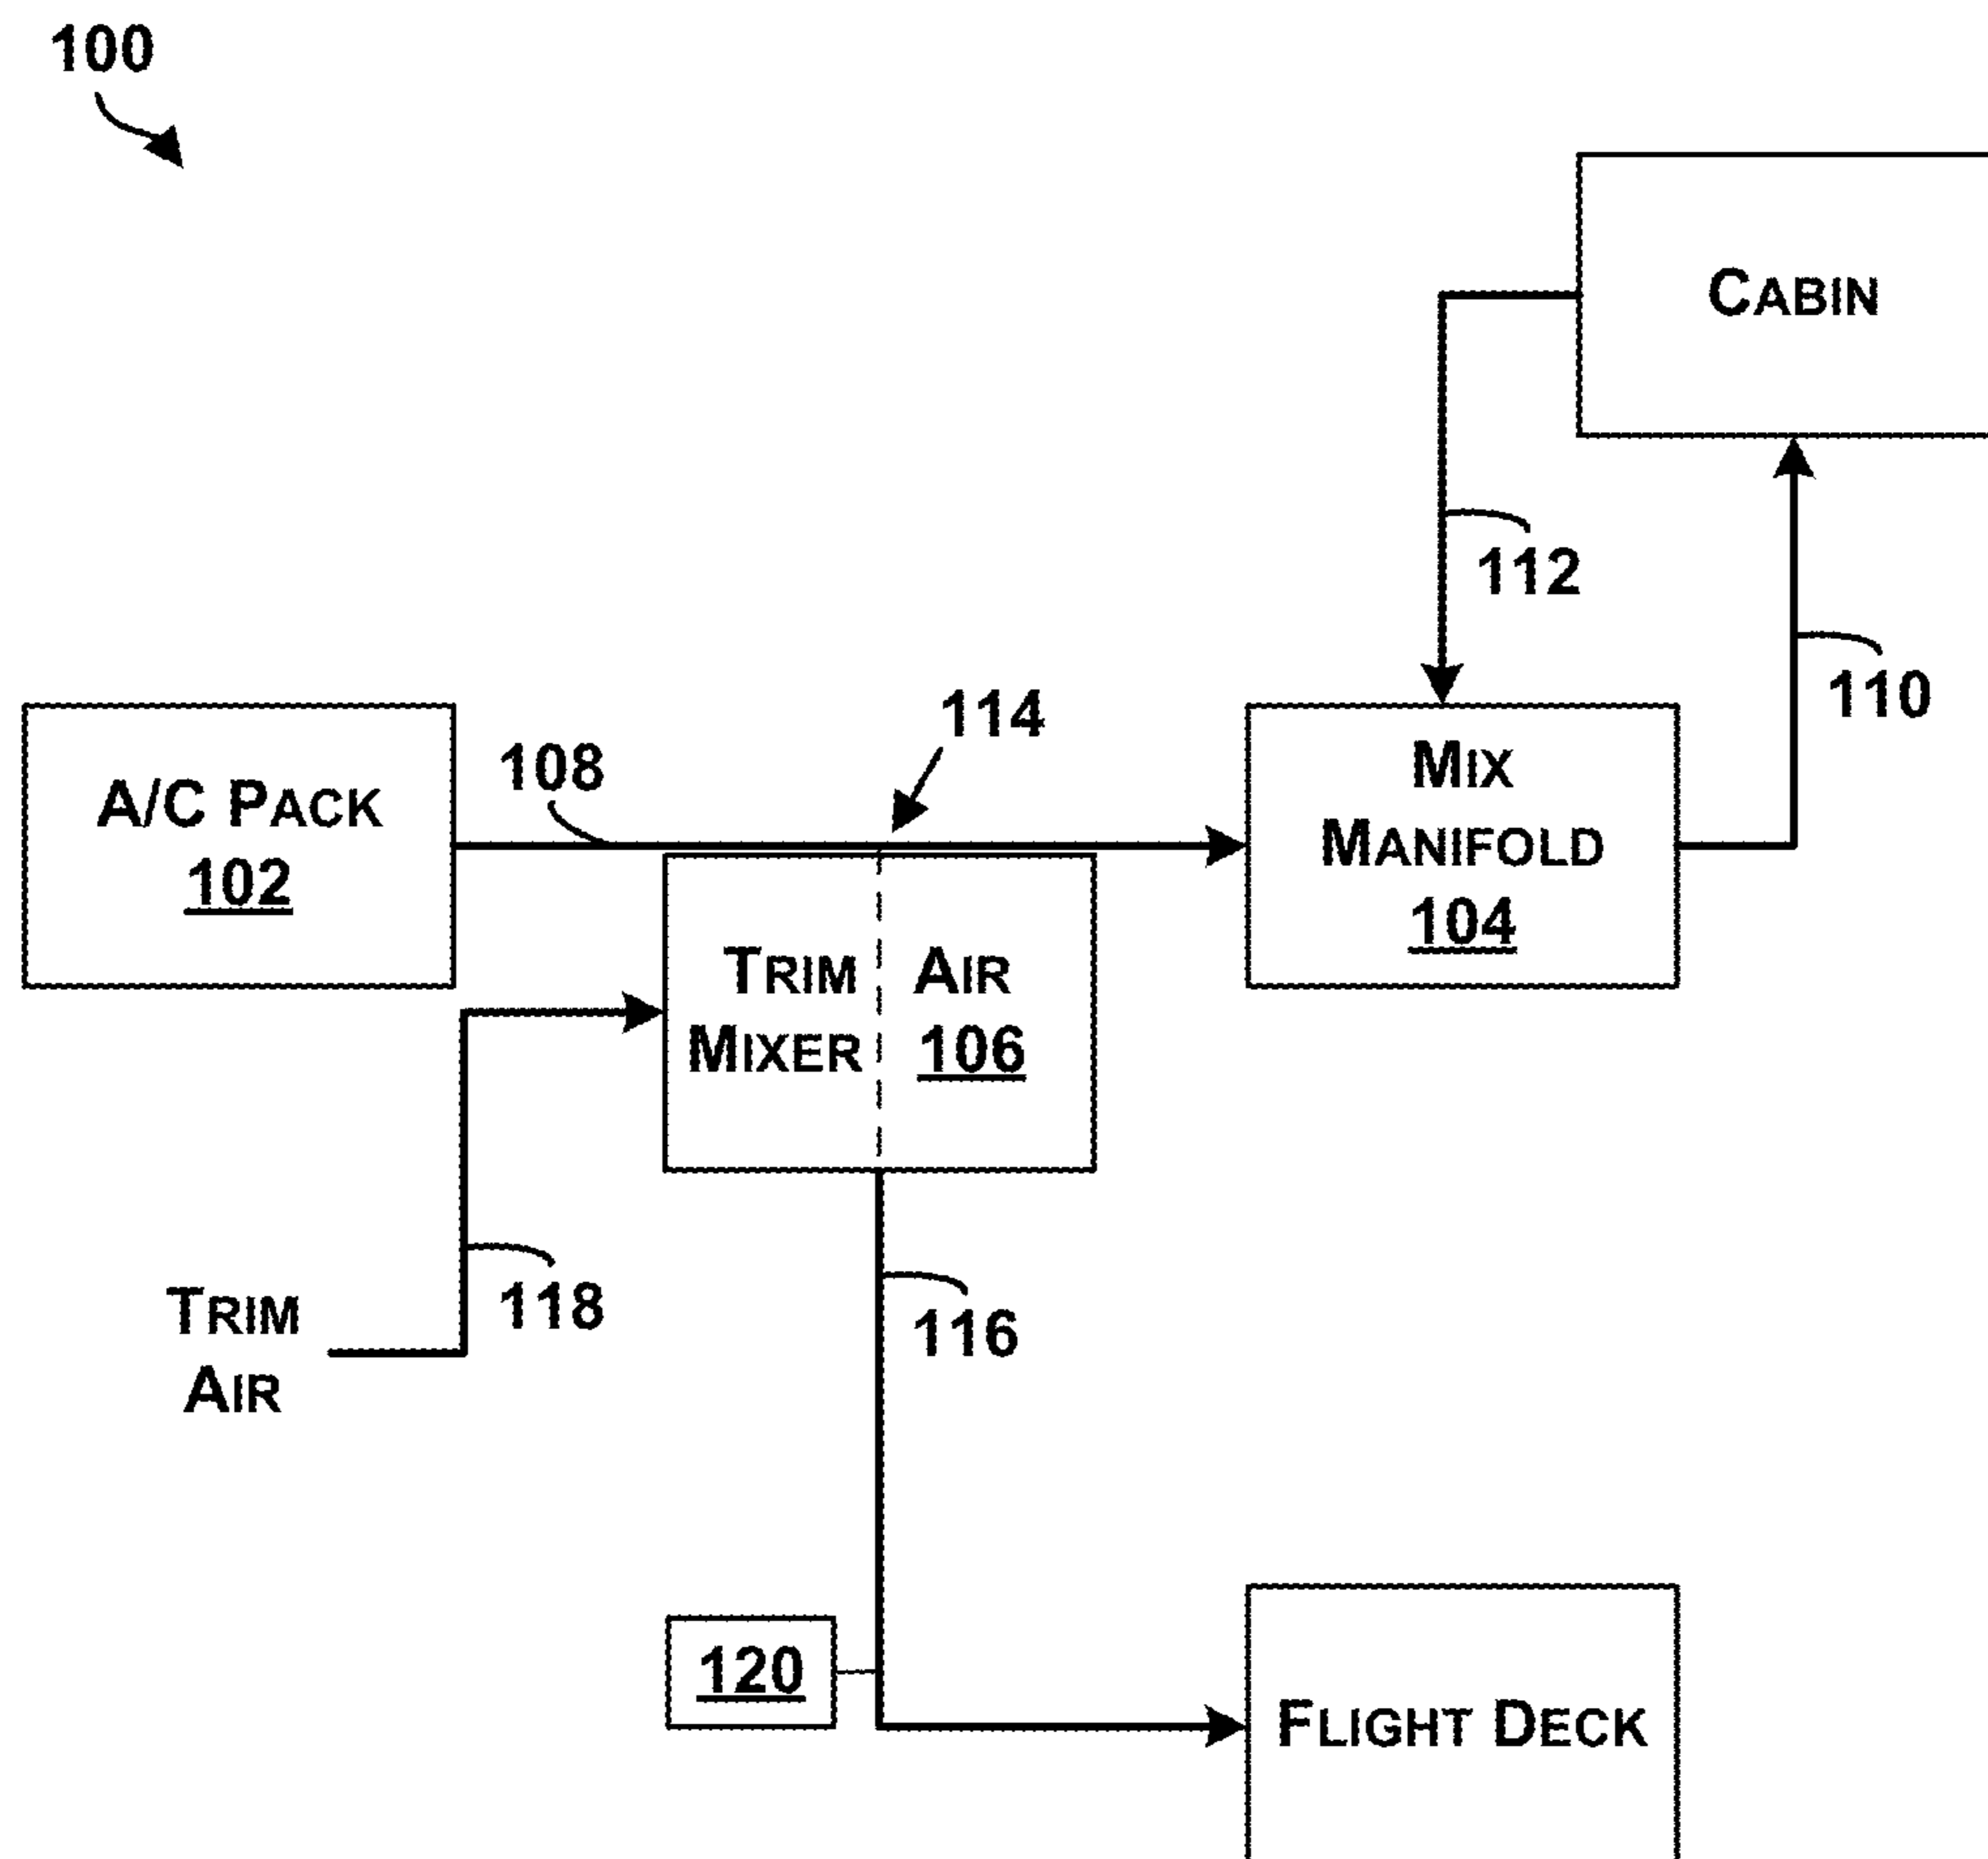 100
CABIN
112
110
114
108
A/C PACK
102
MIX
MANIFOLD
104
TRIM AIR
MIXER 106
118
TRIM
AIR
116
120
FLIGHT DECK